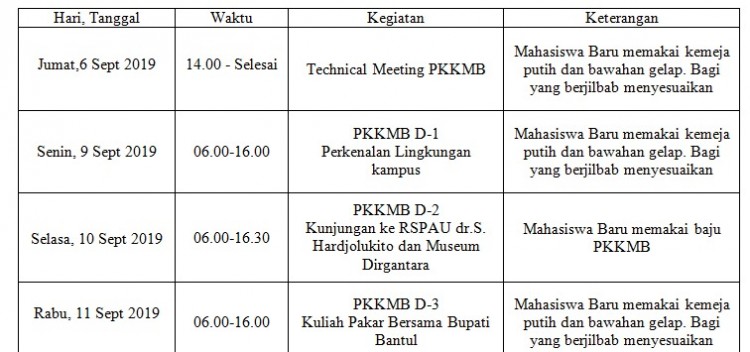 Hari, Tanggal Waktu Kegiatan Keterangan
Jumat,6 Sept 2019
14.00 - Selesai
Technical Meeting PKKMB
Mahasiswa Baru memakai kemeja
putih dan bawahan gelap. Bagi
yang berjilbab menyesuaikan
Senin, 9 Sept 2019
06.00-16.00
PKKMB D-1
Perkenalan Lingkungan
kampus
Mahasiswa Baru memakai kemeja
putih dan bawahan gelap. Bagi
yang berjilbab menyesuaikan
Selasa, 10 Sept 2019
06.00-16.30
PKKMB D-2
Kunjungan ke RSPAU dr.S.
Hardjolukito dan Museum
Dirgantara
Mahasiswa Baru memakai baju
PKKMB
Rabu, 11 Sept 2019
06.00-16.00
PKKMB D-3
Kuliah Pakar Bersama Bupati
Bantul
Mahasiswa Baru memakai kemeja
putih dan bawahan gelap. Bagi
yang berjilbab menyesuaikan